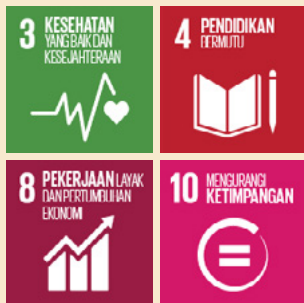 3 KESEHATAN
YANG BAIK DAN
KESEJAHTERAAN
4 PENDIDIKAN
BERMUTU
8 PEKERJAAN LAYAK
DAN PERTUMBUHAN
EKONOMI
10 MENGURANGI
KETIMPANGAN